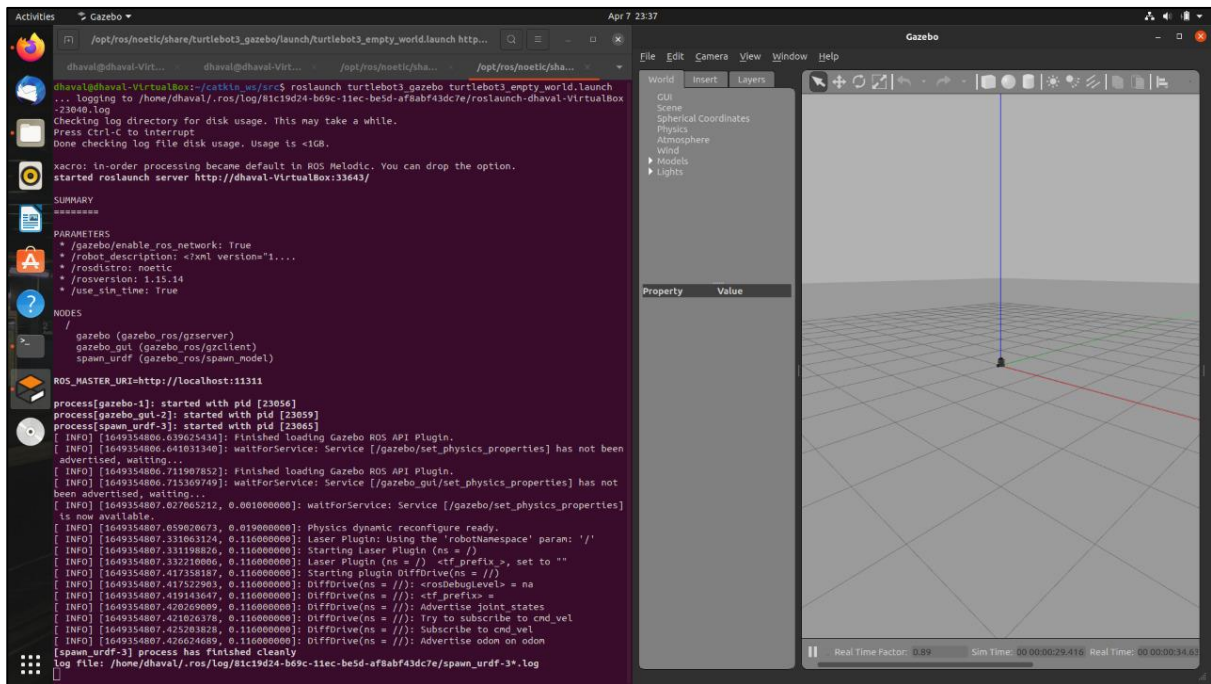 Activities
Gazebo
Apr 7 23:37
/opt/ros/noetic/share/turtlebot3_gazebo/launch/turtlebot3_empty_world.launch http...
dhaval@dhaval-Virt...
dhaval@dhaval-Virt...
/opt/ros/noetic/sha...
/opt/ros/noetic/sha...
dhaval@dhaval-VirtualBox:~/catkin_ws/src$ roslaunch turtlebot3_gazebo turtlebot3_empty_world.launch
... logging to /home/dhaval/.ros/log/81c19d24-b69c-11ec-be5d-af8abf43dc7e/roslaunch-dhaval-VirtualBox
-23040.log
Checking log directory for disk usage. This may take a while.
Press Ctrl-C to interrupt
Done checking log file disk usage. Usage is <1GB.
xacro: in-order processing became default in ROS Melodic. You can drop the option.
started roslaunch server http://dhaval-VirtualBox:33643/
SUMMARY
========
PARAMETERS
* /gazebo/enable_ros_network: True
* /robot_description: <?xml version="1....
* /rosdistro: noetic
* /rosversion: 1.15.14
* /use_sim_time: True
NODES
/
gazebo (gazebo_ros/gzserver)
gazebo_gui (gazebo_ros/gzclient)
spawn_urdf (gazebo_ros/spawn_model)
ROS_MASTER_URI=http://localhost:11311
process[gazebo-1]: started with pid [23056]
process[gazebo_gui-2]: started with pid [23059]
process[spawn_urdf-3]: started with pid [23065]
[ INFO] [1649354806.639625434]: Finished loading Gazebo ROS API Plugin.
[ INFO] [1649354806.641031340]: waitForService: Service [/gazebo/set_physics_properties] has not been
advertised, waiting...
[ INFO] [1649354806.711907852]: Finished loading Gazebo ROS API Plugin.
[ INFO] [1649354806.715369749]: waitForService: Service [/gazebo_gui/set_physics_properties] has not
been advertised, waiting...
[ INFO] [1649354807.027065212, 0.001000000]: waitForService: Service [/gazebo/set_physics_properties]
is now available.
[ INFO] [1649354807.059020673, 0.019000000]: Physics dynamic reconfigure ready.
[ INFO] [1649354807.331063124, 0.116000000]: Laser Plugin: Using the 'robotNamespace' param: '/'
[ INFO] [1649354807.331198826, 0.116000000]: Starting Laser Plugin (ns = /)
[ INFO] [1649354807.332210006, 0.116000000]: Laser Plugin (ns = /) <tf_prefix_>, set to ""
[ INFO] [1649354807.417358187, 0.116000000]: Starting plugin DiffDrive(ns = //)
[ INFO] [1649354807.417522903, 0.116000000]: DiffDrive(ns = //): <rosDebugLevel> = na
[ INFO] [1649354807.419143647, 0.116000000]: DiffDrive(ns = //): <tf_prefix> =
[ INFO] [1649354807.420269009, 0.116000000]: DiffDrive(ns = //): Advertise joint_states
[ INFO] [1649354807.421026378, 0.116000000]: DiffDrive(ns = //): Try to subscribe to cmd_vel
[ INFO] [1649354807.425203828, 0.116000000]: DiffDrive(ns = //): Subscribe to cmd_vel
[ INFO] [1649354807.426624689, 0.116000000]: DiffDrive(ns = //): Advertise odom on odom
[spawn_urdf-3] process has finished cleanly
log file: /home/dhaval/.ros/log/81c19d24-b69c-11ec-be5d-af8abf43dc7e/spawn_urdf-3*.log
Gazebo
File Edit Camera View Window Help
World Insert Layers
GUI
Scene
Spherical Coordinates
Physics
Atmosphere
Wind
Models
Lights
Property Value
Real Time Factor: 0.89 Sim Time: 00 00:00:29.416 Real Time: 00 00:00:34.63